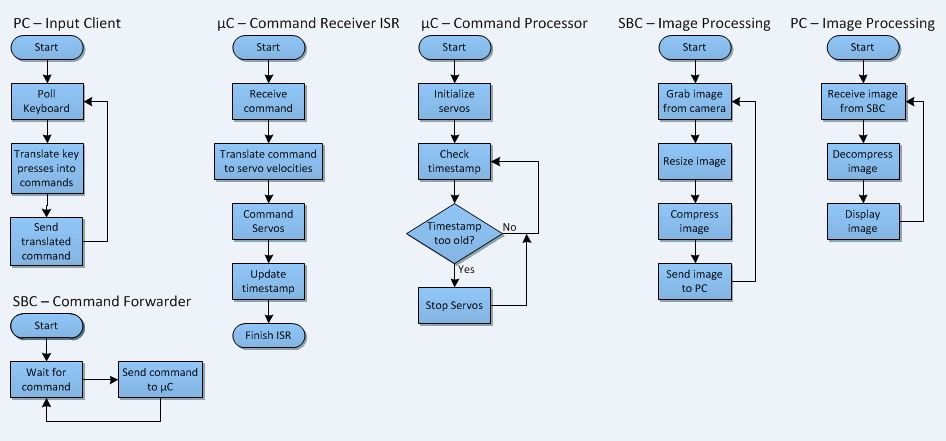 PC – Input Client
Start
Poll
Keyboard
Translate key
presses into
commands
Send
translated
command
SBC – Command Forwarder
Start
Wait for
command
Send command
to µC
µC – Command Receiver ISR
Start
Receive
command
Translate command
to servo velocities
Command
Servos
Update
timestamp
Finish ISR
µC – Command Processor
Start
Initialize
servos
Check
timestamp
Timestamp
too old?
No
Yes
Stop Servos
SBC – Image Processing
Start
Grab image
from camera
Resize image
Compress
image
Send image
to PC
PC – Image Processing
Start
Receive image
from SBC
Decompress
image
Display
image